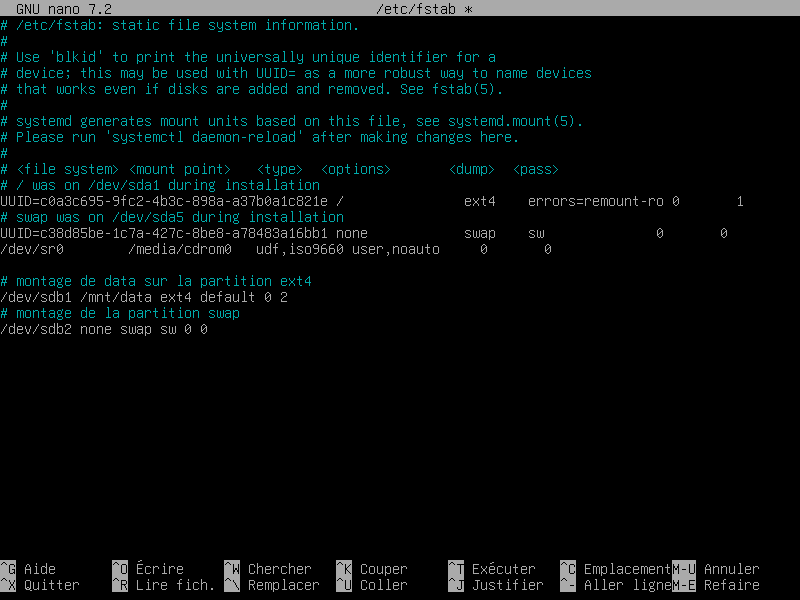 GNU nano 7.2 /etc/fstab *
# /etc/fstab: static file system information.
#
# Use 'blkid' to print the universally unique identifier for a
# device; this may be used with UUID= as a more robust way to name devices
# that works even if disks are added and removed. See fstab(5).
#
# systemd generates mount units based on this file, see systemd.mount(5).
# Please run 'systemctl daemon-reload' after making changes here.
#
# <file system> <mount point> <type> <options> <dump> <pass>
# / was on /dev/sda1 during installation
UUID=c0a3c695-9fc2-4b3c-898a-a37b0a1c821e / ext4 errors=remount-ro 0 1
# swap was on /dev/sda5 during installation
UUID=c38d85be-1c7a-427c-8be8-a78483a16bb1 none swap sw 0 0
/dev/sr0 /media/cdrom0 udf,iso9660 user,noauto 0 0
# montage de data sur la partition ext4
/dev/sdb1 /mnt/data ext4 default 0 2
# montage de la partition swap
/dev/sdb2 none swap sw 0 0
^G Aide ^O Écrire ^W Chercher ^K Couper ^T Exécuter ^C Emplacement M-U Annuler
^X Quitter ^R Lire fich. ^\ Remplacer ^U Coller ^J Justifier ^- Aller ligne M-E Refaire